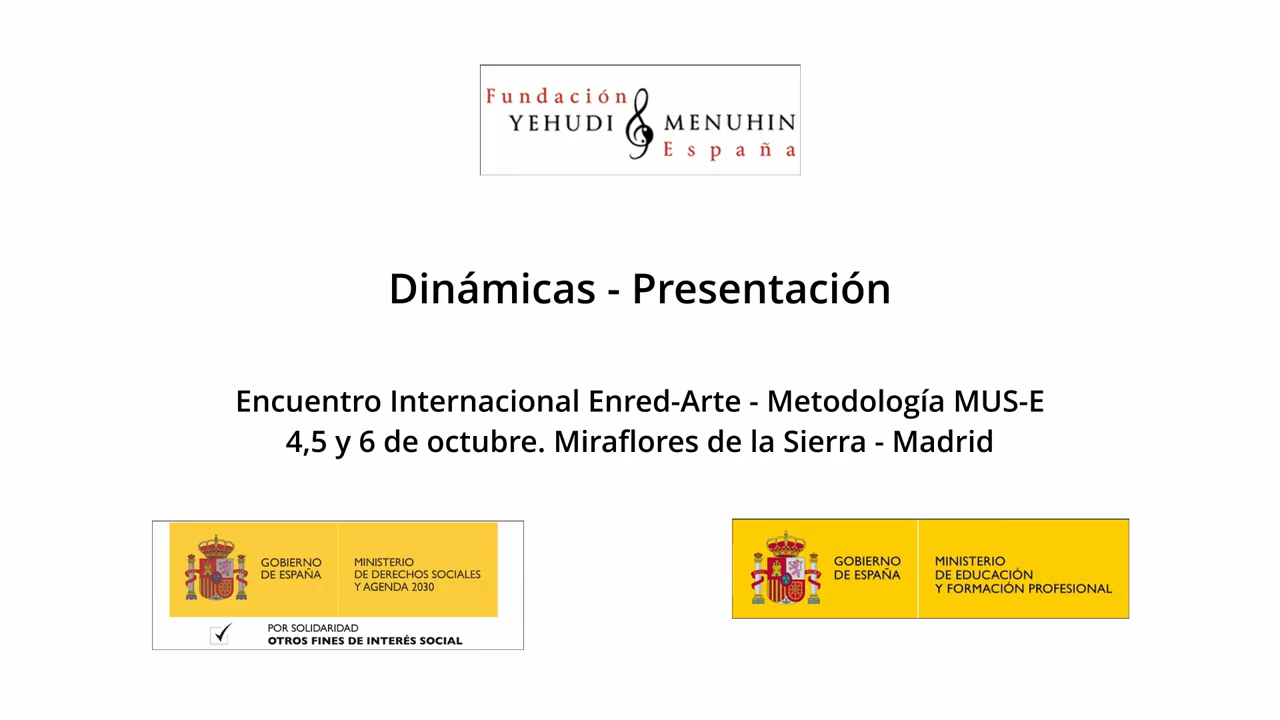 Fundación
YEHUDI MENUHIN
España
Dinámicas - Presentación
Encuentro Internacional Enred-Arte - Metodología MUS-E
4,5 y 6 de octubre. Miraflores de la Sierra - Madrid
GOBIERNO
DE ESPAÑA
MINISTERIO
DE DERECHOS SOCIALES
Y AGENDA 2030
POR SOLIDARIDAD
OTROS FINES DE INTERÉS SOCIAL
GOBIERNO
DE ESPAÑA
MINISTERIO
DE EDUCACIÓN
Y FORMACIÓN PROFESIONAL